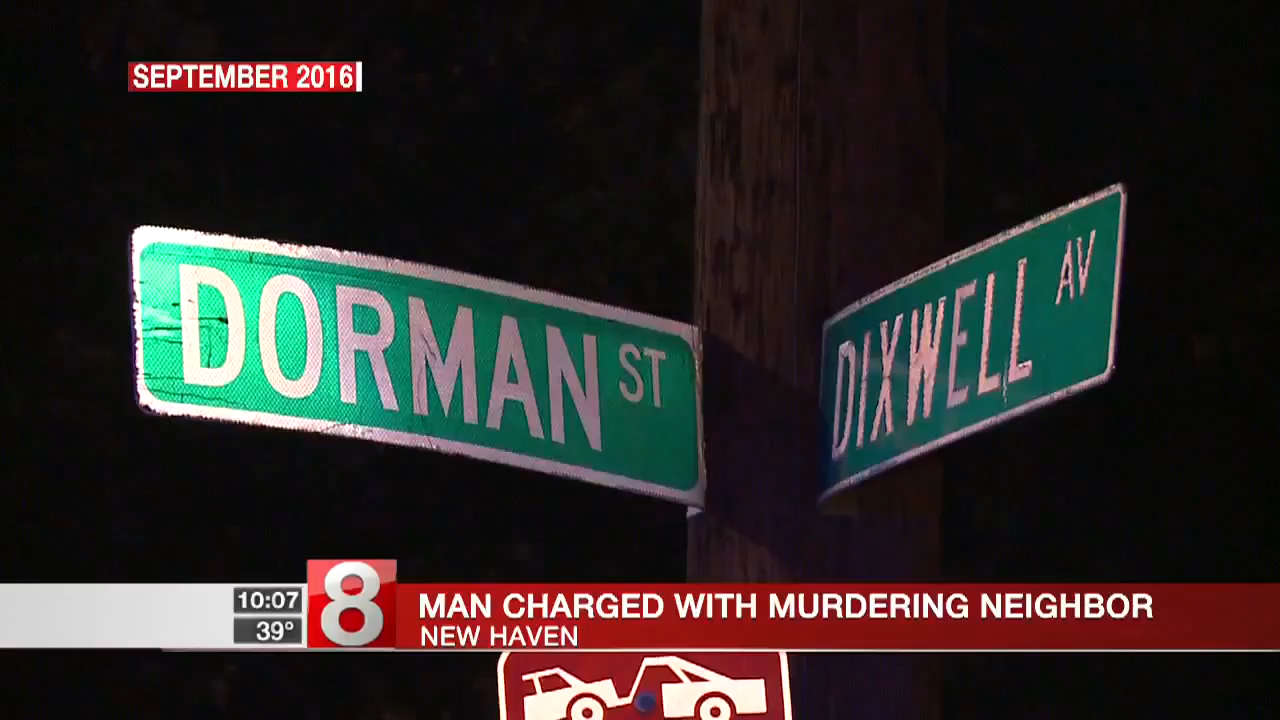 SEPTEMBER 2016
DORMAN ST
DIXWELL AV
10:07
39°
8
MAN CHARGED WITH MURDERING NEIGHBOR
NEW HAVEN